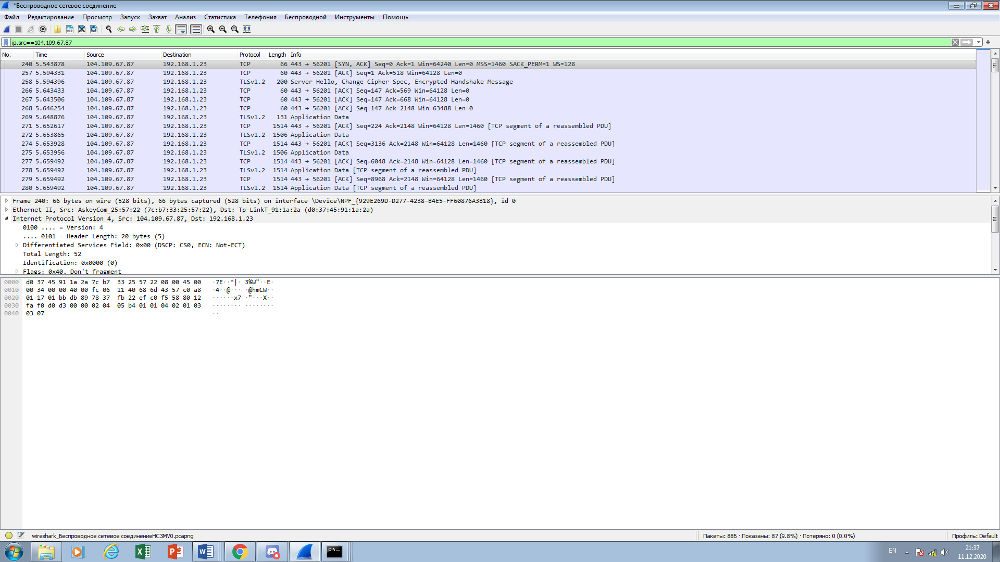 *Беспроводное сетевое соединение
Файл Редактирование Просмотр Запуск Захват Анализ Статистика Телефония Беспроводной Инструменты Помощь
ip.src==104.109.67.87
No. Time Source Destination Protocol Length Info
240 5.543878 104.109.67.87 192.168.1.23 TCP 66 443 → 56201 [SYN, ACK] Seq=0 Ack=1 Win=64240 Len=0 MSS=1460 SACK_PERM=1 WS=128
257 5.594331 104.109.67.87 192.168.1.23 TCP 60 443 → 56201 [ACK] Seq=1 Ack=518 Win=64128 Len=0
258 5.594396 104.109.67.87 192.168.1.23 TLSv1.2 200 Server Hello, Change Cipher Spec, Encrypted Handshake Message
266 5.643433 104.109.67.87 192.168.1.23 TCP 60 443 → 56201 [ACK] Seq=147 Ack=569 Win=64128 Len=0
267 5.643506 104.109.67.87 192.168.1.23 TCP 60 443 → 56201 [ACK] Seq=147 Ack=668 Win=64128 Len=0
268 5.646254 104.109.67.87 192.168.1.23 TCP 60 443 → 56201 [ACK] Seq=147 Ack=2148 Win=63488 Len=0
269 5.648876 104.109.67.87 192.168.1.23 TLSv1.2 131 Application Data
271 5.652617 104.109.67.87 192.168.1.23 TCP 1514 443 → 56201 [ACK] Seq=224 Ack=2148 Win=64128 Len=1460 [TCP segment of a reassembled PDU]
272 5.653865 104.109.67.87 192.168.1.23 TLSv1.2 1506 Application Data
274 5.653928 104.109.67.87 192.168.1.23 TCP 1514 443 → 56201 [ACK] Seq=3136 Ack=2148 Win=64128 Len=1460 [TCP segment of a reassembled PDU]
275 5.653956 104.109.67.87 192.168.1.23 TLSv1.2 1506 Application Data
277 5.659492 104.109.67.87 192.168.1.23 TCP 1514 443 → 56201 [ACK] Seq=6048 Ack=2148 Win=64128 Len=1460 [TCP segment of a reassembled PDU]
278 5.659492 104.109.67.87 192.168.1.23 TLSv1.2 1514 Application Data [TCP segment of a reassembled PDU]
279 5.659492 104.109.67.87 192.168.1.23 TCP 1514 443 → 56201 [ACK] Seq=8968 Ack=2148 Win=64128 Len=1460 [TCP segment of a reassembled PDU]
280 5.659492 104.109.67.87 192.168.1.23 TLSv1.2 1514 Application Data [TCP segment of a reassembled PDU]
Frame 240: 66 bytes on wire (528 bits), 66 bytes captured (528 bits) on interface \Device\NPF_{929E269D-D277-4238-B4E5-FF60876A3B18}, id 0
Ethernet II, Src: AskeyCom_25:57:22 (7c:b7:33:25:57:22), Dst: Tp-LinkT_91:1a:2a (d0:37:45:91:1a:2a)
Internet Protocol Version 4, Src: 104.109.67.87, Dst: 192.168.1.23
0100 .... = Version: 4
.... 0101 = Header Length: 20 bytes (5)
Differentiated Services Field: 0x00 (DSCP: CS0, ECN: Not-ECT)
Total Length: 52
Identification: 0x0000 (0)
Flags: 0x40, Don't fragment
0000 d0 37 45 91 1a 2a 7c b7 33 25 57 22 08 00 45 00 ·7E··*|· 3%W"··E·
0010 00 34 00 00 40 00 fc 06 11 40 68 6d 43 57 c0 a8 ·4··@··· ·@hmCW··
0020 01 17 01 bb db 89 78 37 fb 22 ef c0 f5 58 80 12 ······x7 ·"···X··
0030 fa f0 d0 d3 00 00 02 04 05 b4 01 01 04 02 01 03 ········ ········
0040 03 07 ··
wireshark_Беспроводное сетевое соединениеHC3MV0.pcapng Пакеты: 886 · Показаны: 87 (9.8%) · Потеряно: 0 (0.0%) Профиль: Default
EN 21:37
11.12.2020